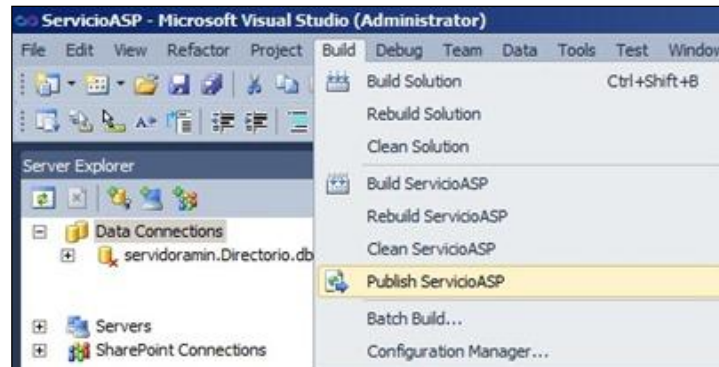 ServicioASP - Microsoft Visual Studio (Administrator)
File Edit View Refactor Project Build Debug Team Data Tools Test Window
Build Solution Ctrl+Shift+B
Rebuild Solution
Clean Solution
Server Explorer
Build ServicioASP
Rebuild ServicioASP
Data Connections
Clean ServicioASP
servidoramin.Directorio.db
Publish ServicioASP
Batch Build...
Servers
Configuration Manager...
SharePoint Connections